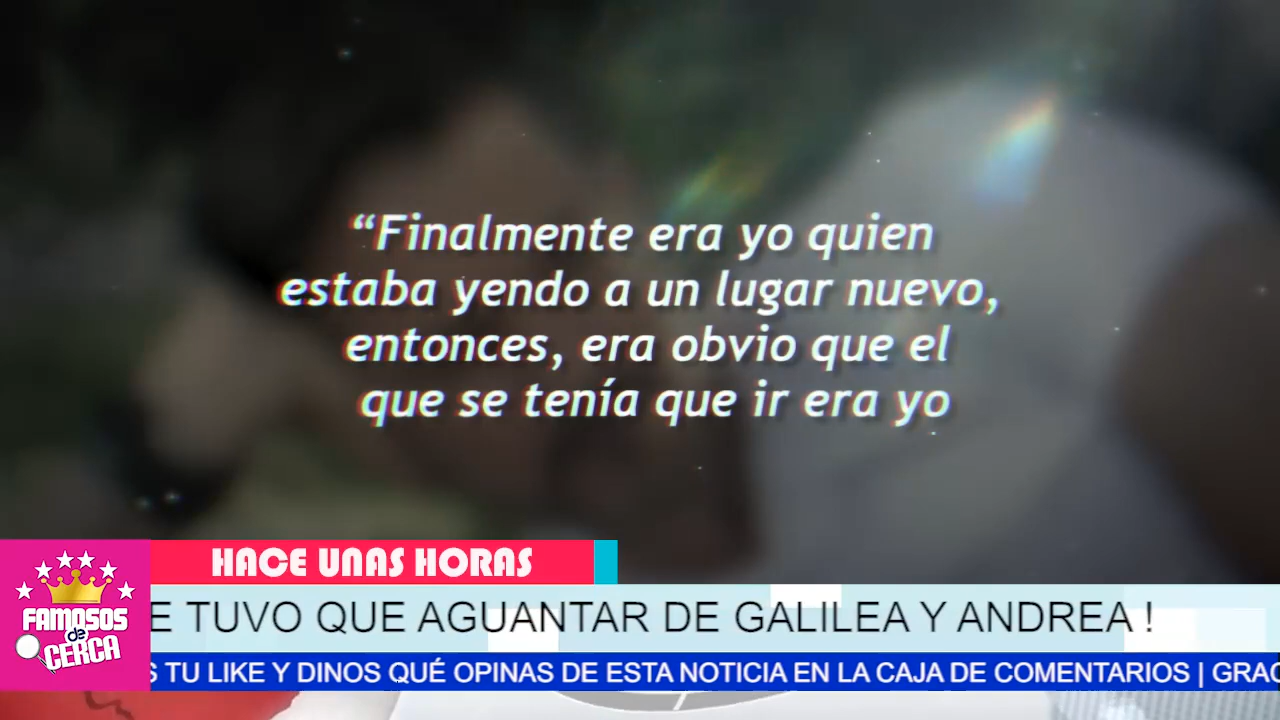 “Finalmente era yo quien
estaba yendo a un lugar nuevo,
entonces, era obvio que el
que se tenía que ir era yo
HACE UNAS HORAS
FAMOSOS
de
CERCA
E TUVO QUE AGUANTAR DE GALILEA Y ANDREA !
S TU LIKE Y DINOS QUÉ OPINAS DE ESTA NOTICIA EN LA CAJA DE COMENTARIOS | GRAC